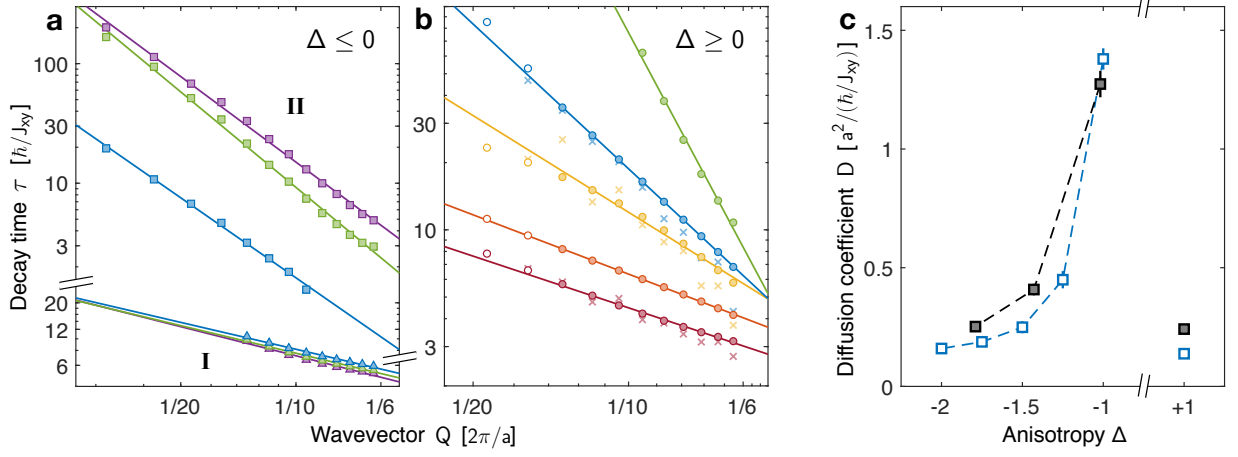 a
Δ ≤ 0
II
I
100
30
10
3
20
12
6
1/20
1/10
1/6
Decay time τ [ħ/J_xy]
b
Δ ≥ 0
30
10
3
1/20
1/10
1/6
Wavevector Q [2π/a]
c
1.5
1
0.5
0
-2
-1.5
-1
+1
Diffusion coefficient D [a²/(ħ/J_xy)]
Anisotropy Δ